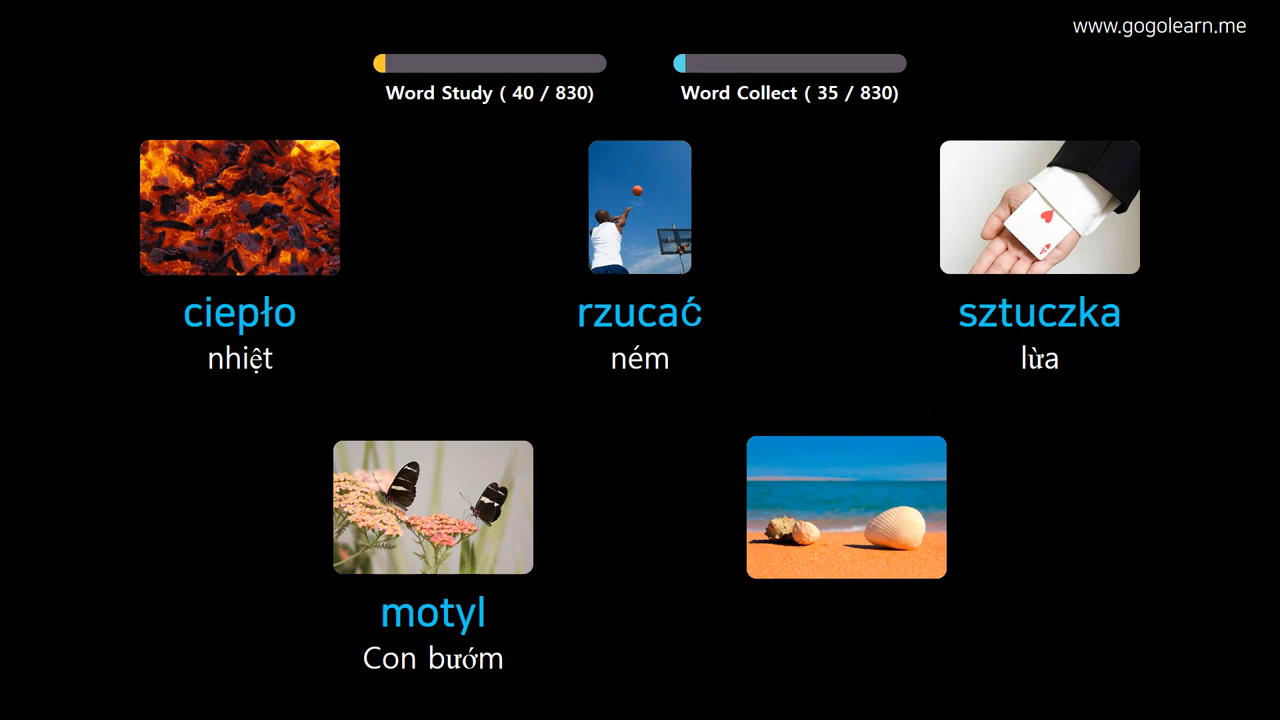 www.gogolearn.me
Word Study ( 40 / 830)
Word Collect ( 35 / 830)
ciepło
nhiệt
rzucać
ném
sztuczka
lừa
motyl
Con bướm